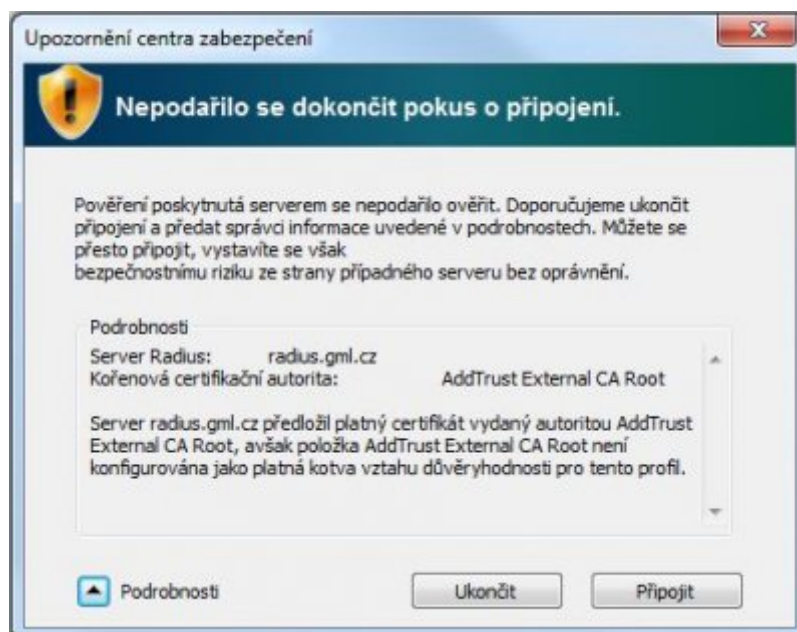 Upozornění centra zabezpečení
Nepodařilo se dokončit pokus o připojení.
Pověření poskytnutá serverem se nepodařilo ověřit. Doporučujeme ukončit
připojení a předat správci informace uvedené v podrobnostech. Můžete se
přesto připojit, vystavíte se však
bezpečnostnímu riziku ze strany případného serveru bez oprávnění.
Podrobnosti
Server Radius: radius.gml.cz
Kořenová certifikační autorita: AddTrust External CA Root
Server radius.gml.cz předložil platný certifikát vydaný autoritou AddTrust
External CA Root, avšak položka AddTrust External CA Root není
konfigurována jako platná kotva vztahu důvěryhodnosti pro tento profil.
Podrobnosti Ukončit Připojit